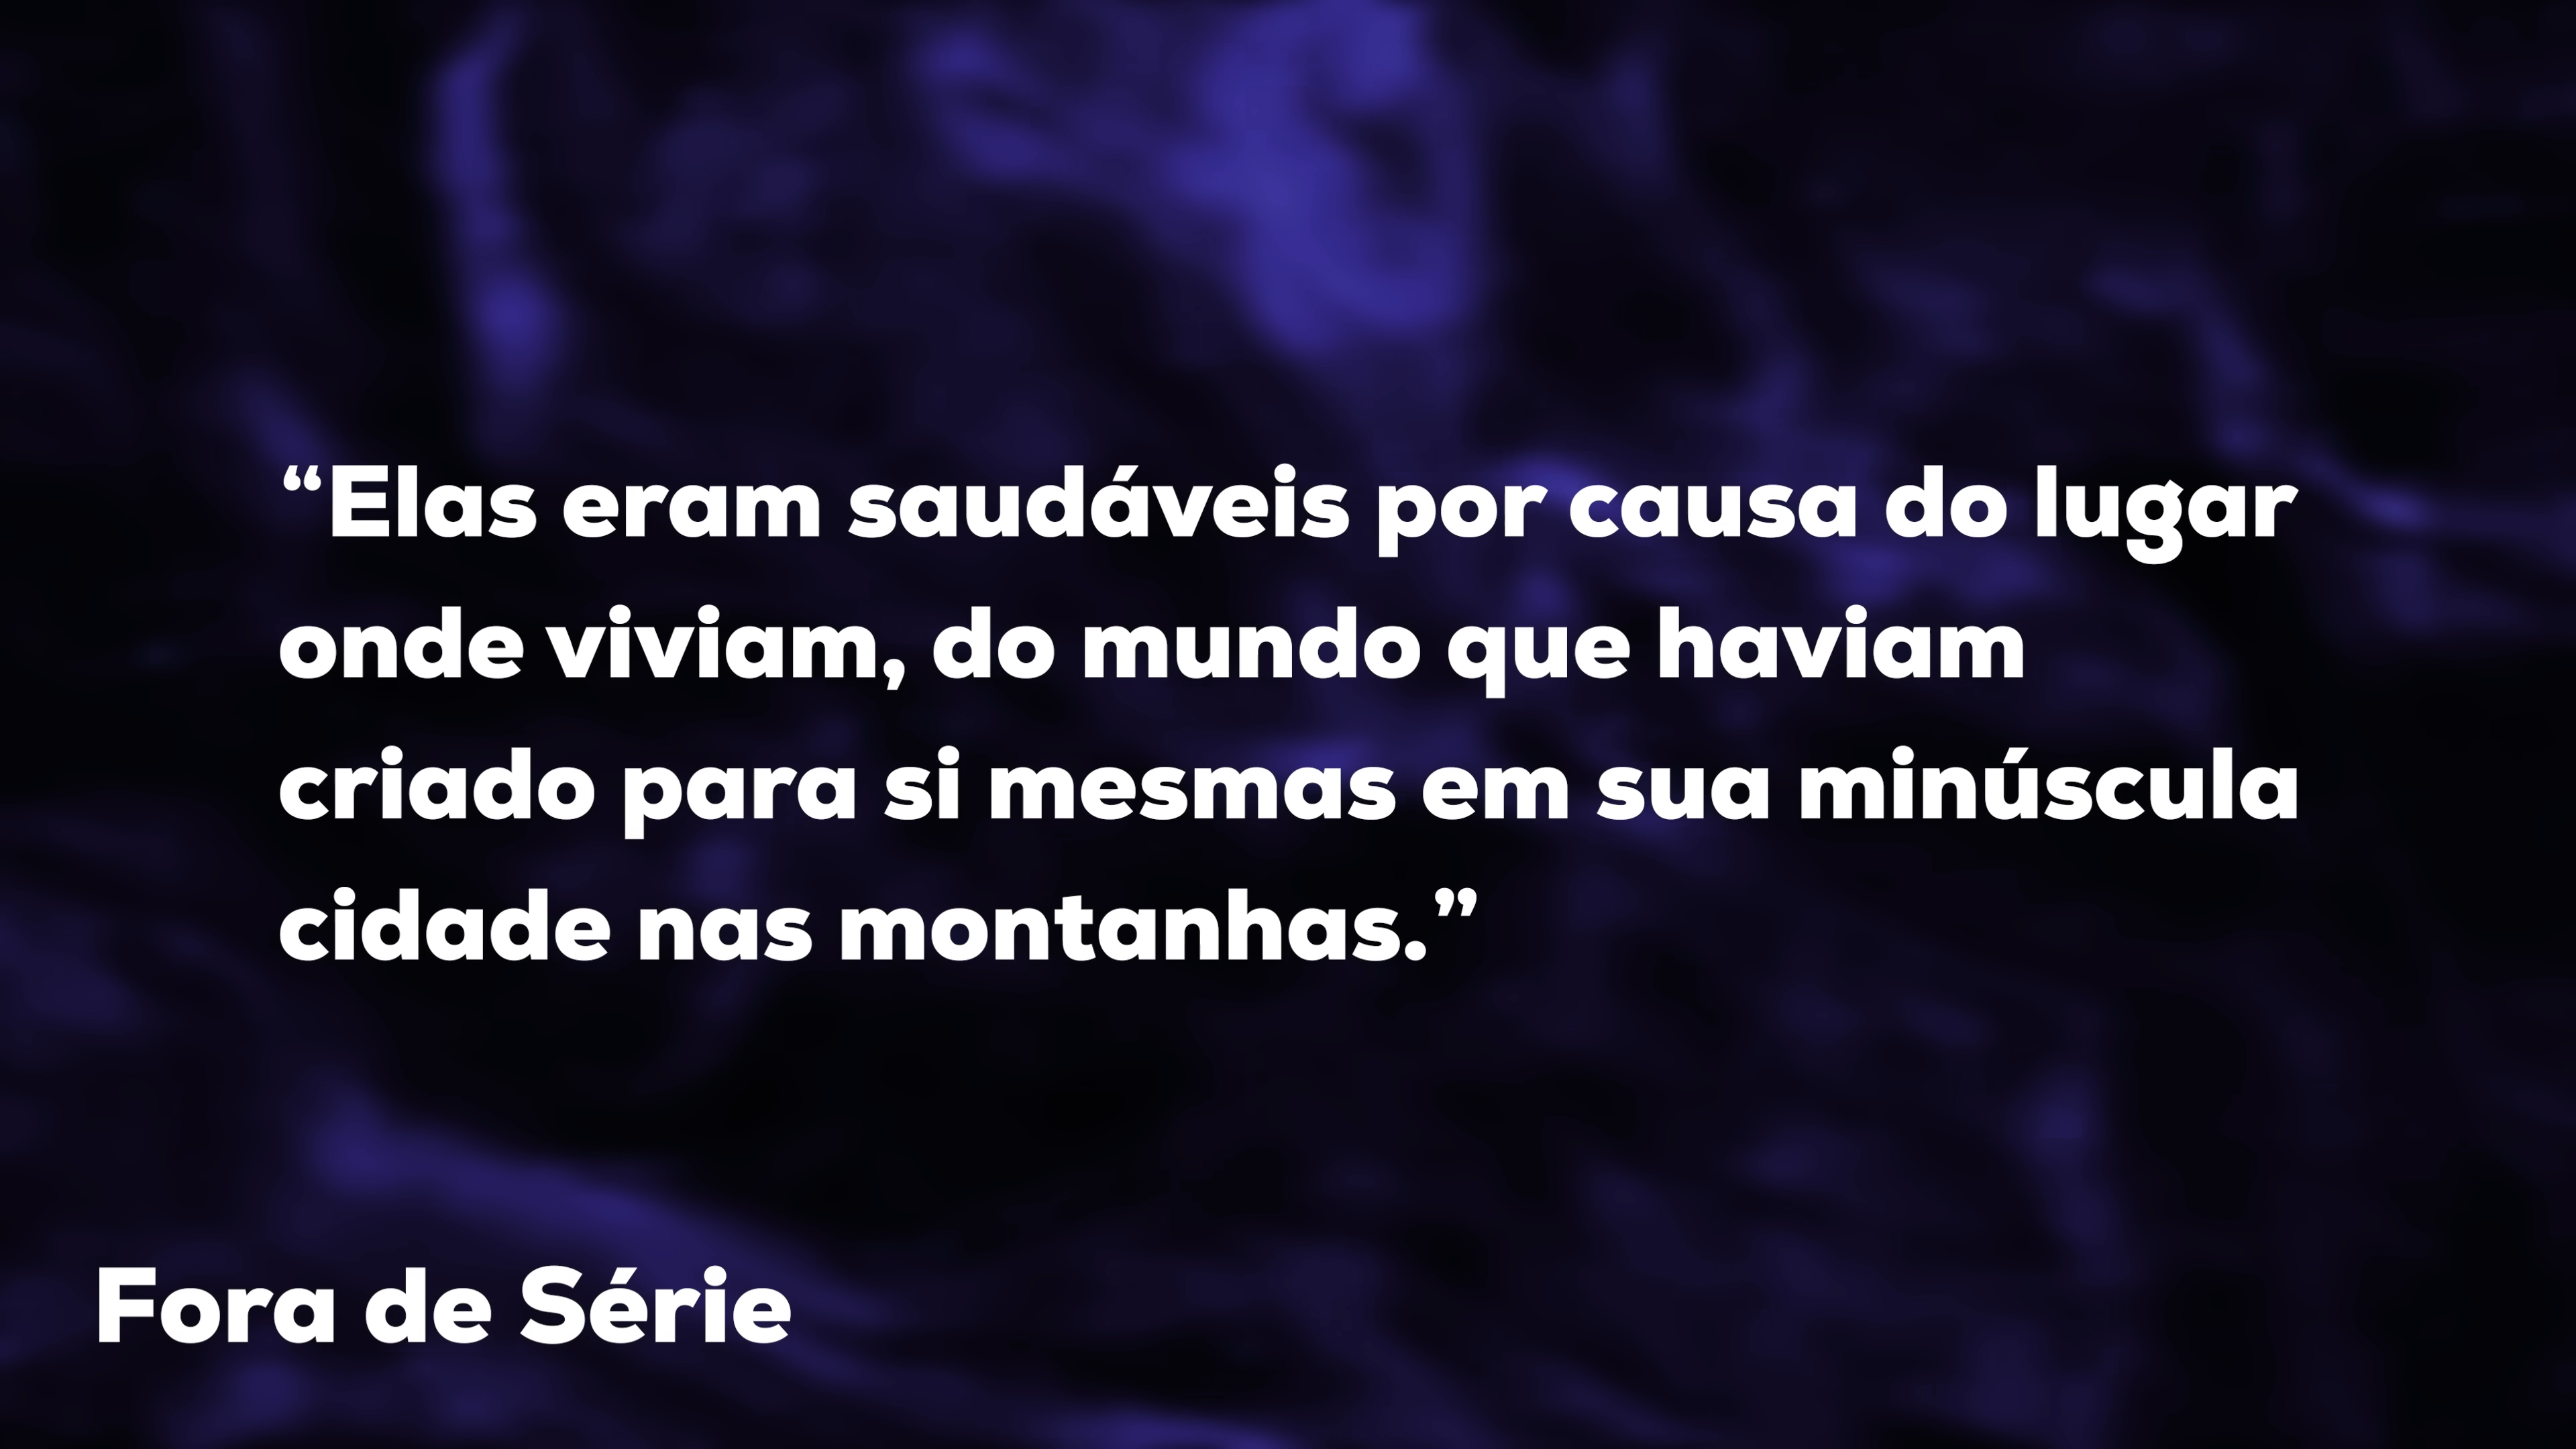 “Elas eram saudáveis por causa do lugar
onde viviam, do mundo que haviam
criado para si mesmas em sua minúscula
cidade nas montanhas.”
Fora de Série